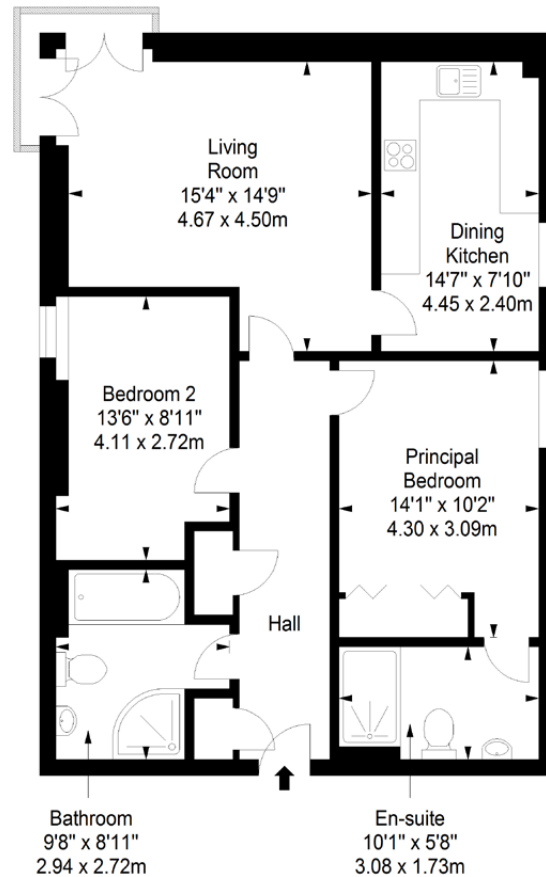 Living
Room
15'4" x 14'9"
4.67 x 4.50m
Dining
Kitchen
14'7" x 7'10"
4.45 x 2.40m
Bedroom 2
13'6" x 8'11"
4.11 x 2.72m
Principal
Bedroom
14'1" x 10'2"
4.30 x 3.09m
Hall
Bathroom
9'8" x 8'11"
2.94 x 2.72m
En-suite
10'1" x 5'8"
3.08 x 1.73m